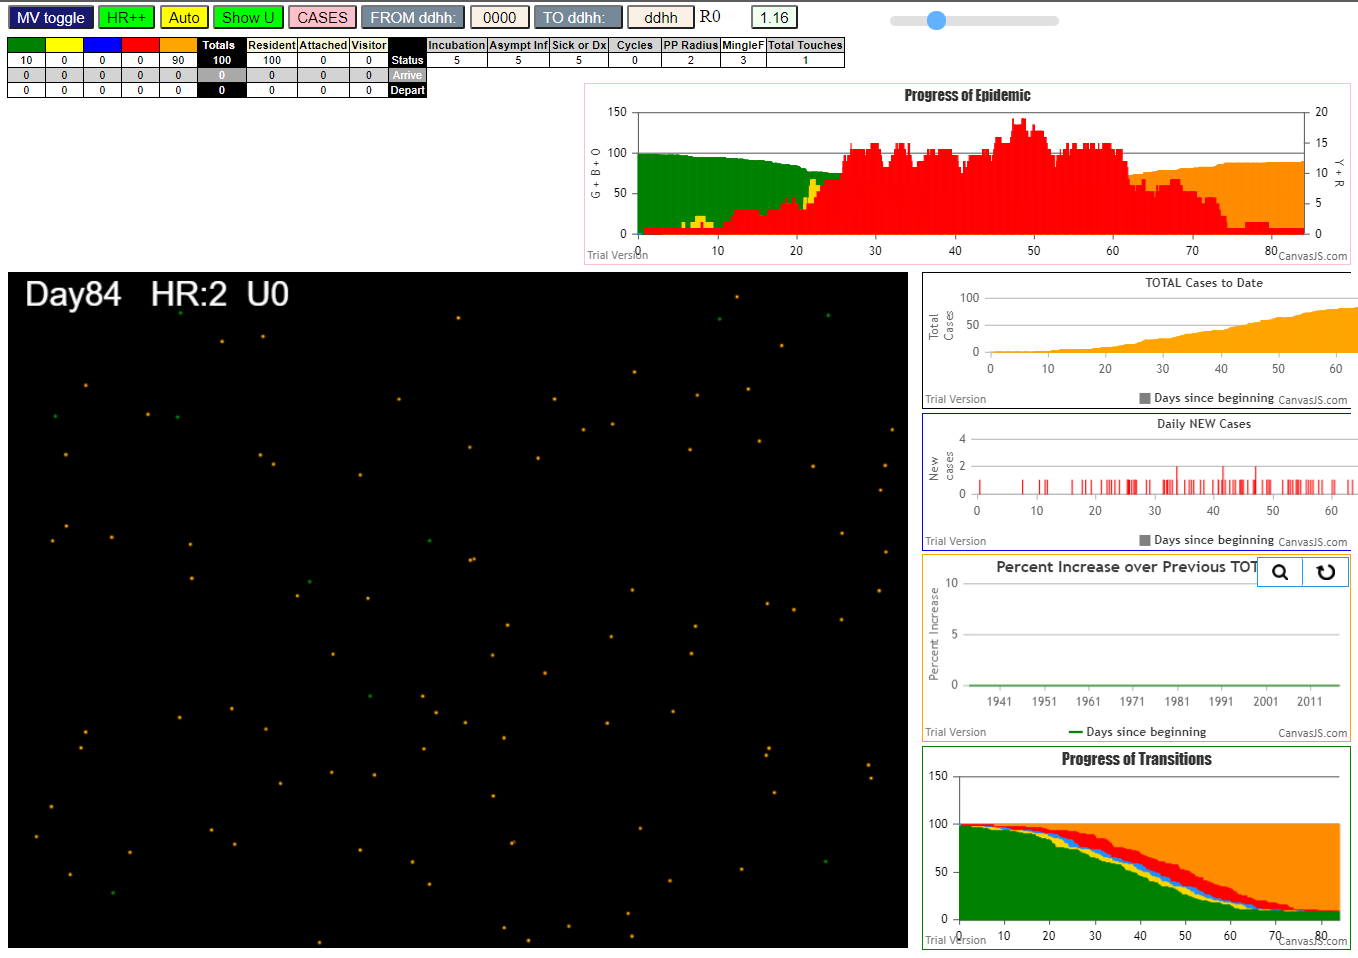 MV toggle HR++ Auto Show U CASES FROM ddhh: 0000 TO ddhh: ddhh R0 1.16
Totals Resident Attached Visitor Incubation Asympt Inf Sick or Dx Cycles PP Radius MingleF Total Touches
10 0 0 0 90 100 100 0 0 Status 5 5 5 0 2 3 1
0 0 0 0 0 0 0 0 0 Arrive
0 0 0 0 0 0 0 0 0 Depart
Progress of Epidemic
G + B + O
150
100
50
0
20
15
10
5
0
Y + R
0 10 20 30 40 50 60 70 80
Trial Version CanvasJS.com
Day84 HR:2 U0
TOTAL Cases to Date
Total Cases
100
50
0
0 10 20 30 40 50 60
Days since beginning
Trial Version CanvasJS.com
Daily NEW Cases
New cases
4
2
0
0 10 20 30 40 50 60
Days since beginning
Trial Version CanvasJS.com
Percent Increase over Previous TOT
Percent Increase
10
5
0
1941 1951 1961 1971 1981 1991 2001 2011
Days since beginning
Trial Version CanvasJS.com
Progress of Transitions
150
100
50
0
0 10 20 30 40 50 60 70 80
Trial Version CanvasJS.com